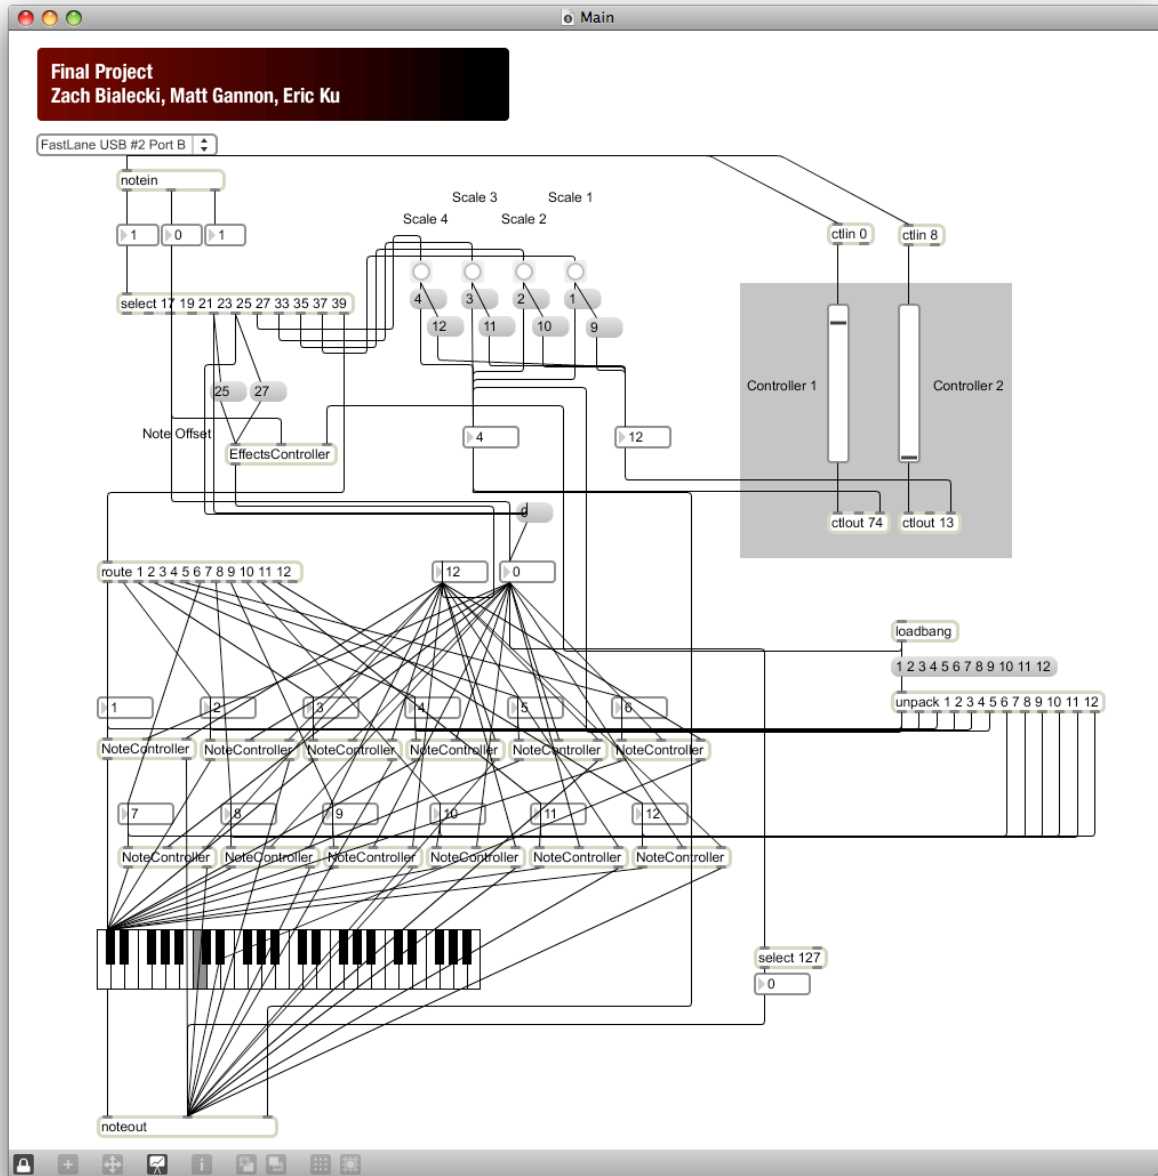 Main
Final Project
Zach Bialecki, Matt Gannon, Eric Ku
FastLane USB #2 Port B
notein
1 0 1
Scale 3 Scale 1
Scale 4 Scale 2
ctlin 0 ctlin 8
select 17 19 21 23 25 27 33 35 37 39
4 3 2 1
12 11 10 9
25 27
Controller 1 Controller 2
Note Offset
4 12
EffectsController
ctlout 74 ctlout 13
route 1 2 3 4 5 6 7 8 9 10 11 12
12 0
loadbang
1 2 3 4 5 6 7 8 9 10 11 12
unpack 1 2 3 4 5 6 7 8 9 10 11 12
1 2 3 4 5 6
NoteController NoteController NoteController NoteController NoteController NoteController
7 8 9 10 11 12
NoteController NoteController NoteController NoteController NoteController NoteController
select 127
0
noteout